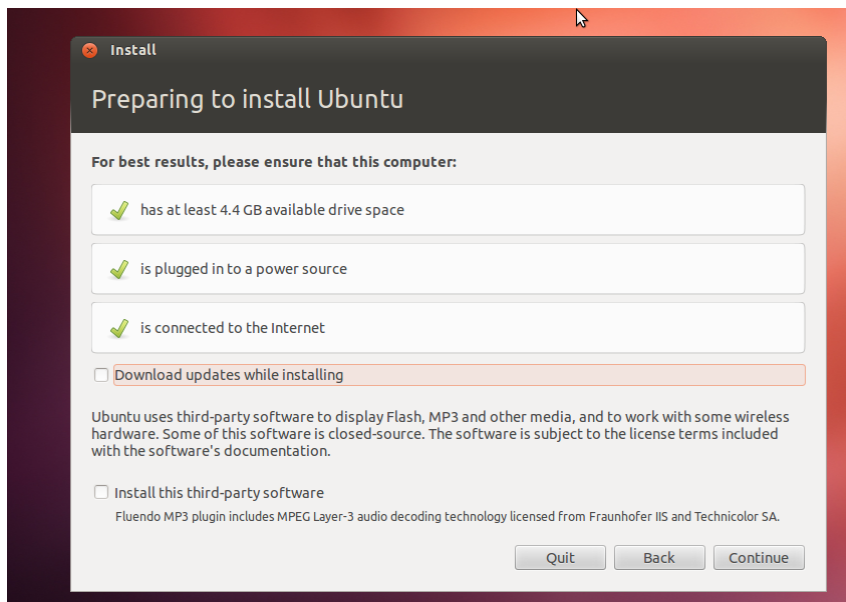 Install
Preparing to install Ubuntu
For best results, please ensure that this computer:
has at least 4.4 GB available drive space
is plugged in to a power source
is connected to the Internet
Download updates while installing
Ubuntu uses third-party software to display Flash, MP3 and other media, and to work with some wireless
hardware. Some of this software is closed-source. The software is subject to the license terms included
with the software's documentation.
Install this third-party software
Fluendo MP3 plugin includes MPEG Layer-3 audio decoding technology licensed from Fraunhofer IIS and Technicolor SA.
Quit Back Continue